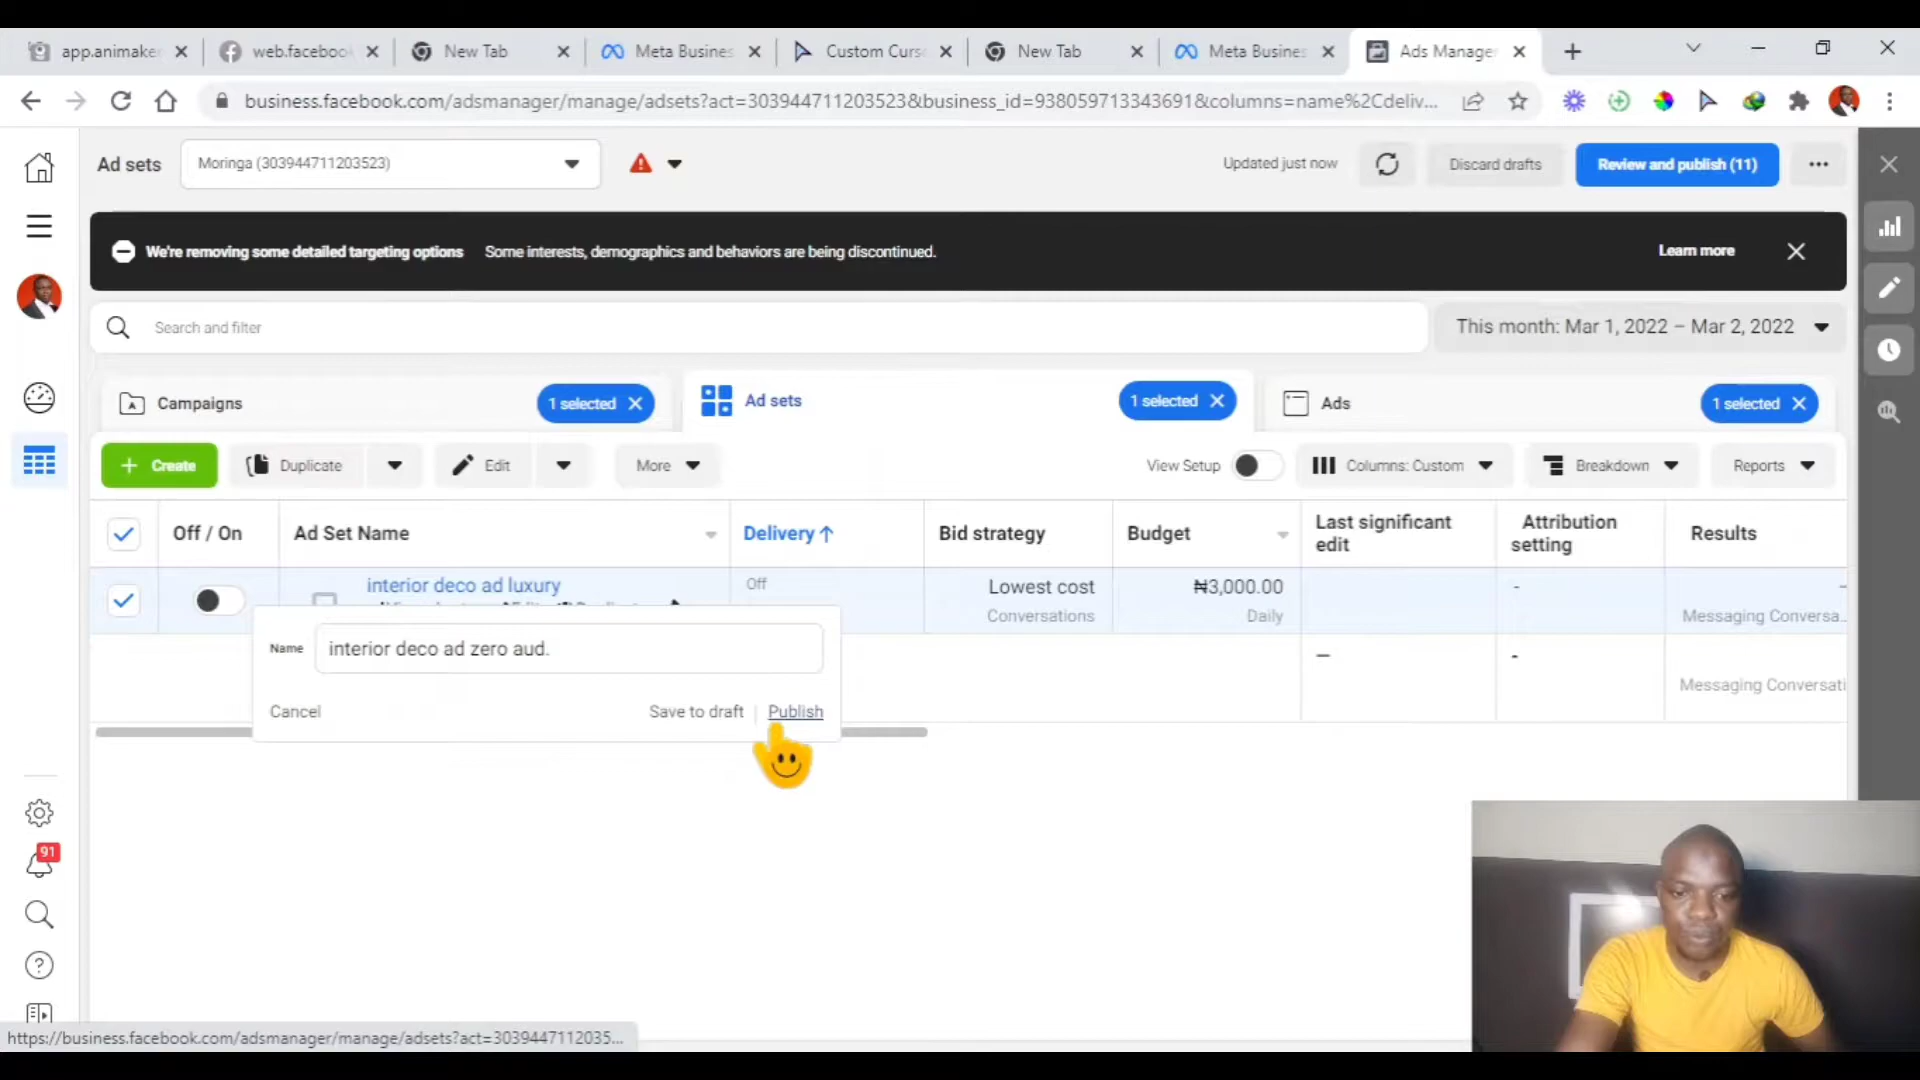 app.animaker
web.facebook
New Tab
Meta Busines
Custom Curs
New Tab
Meta Busines
Ads Manager
business.facebook.com/adsmanager/manage/adsets?act=303944711203523&business_id=938059713343691&columns=name%2Cdeliv...
Ad sets
Moringa (303944711203523)
Updated just now
Discard drafts
Review and publish (11)
We're removing some detailed targeting options
Some interests, demographics and behaviors are being discontinued.
Learn more
Search and filter
This month: Mar 1, 2022 – Mar 2, 2022
Campaigns
1 selected
Ad sets
1 selected
Ads
1 selected
+ Create
Duplicate
Edit
More
View Setup
Columns: Custom
Breakdown
Reports
Off / On
Ad Set Name
Delivery ↑
Bid strategy
Budget
Last significant
edit
Attribution
setting
Results
interior deco ad luxury
Off
Lowest cost
Conversations
₦3,000.00
Daily
-
–
Messaging Conversa...
Name
interior deco ad zero aud.
—
-
Messaging Conversati
Cancel
Save to draft
Publish
91
https://business.facebook.com/adsmanager/manage/adsets?act=3039447112035...